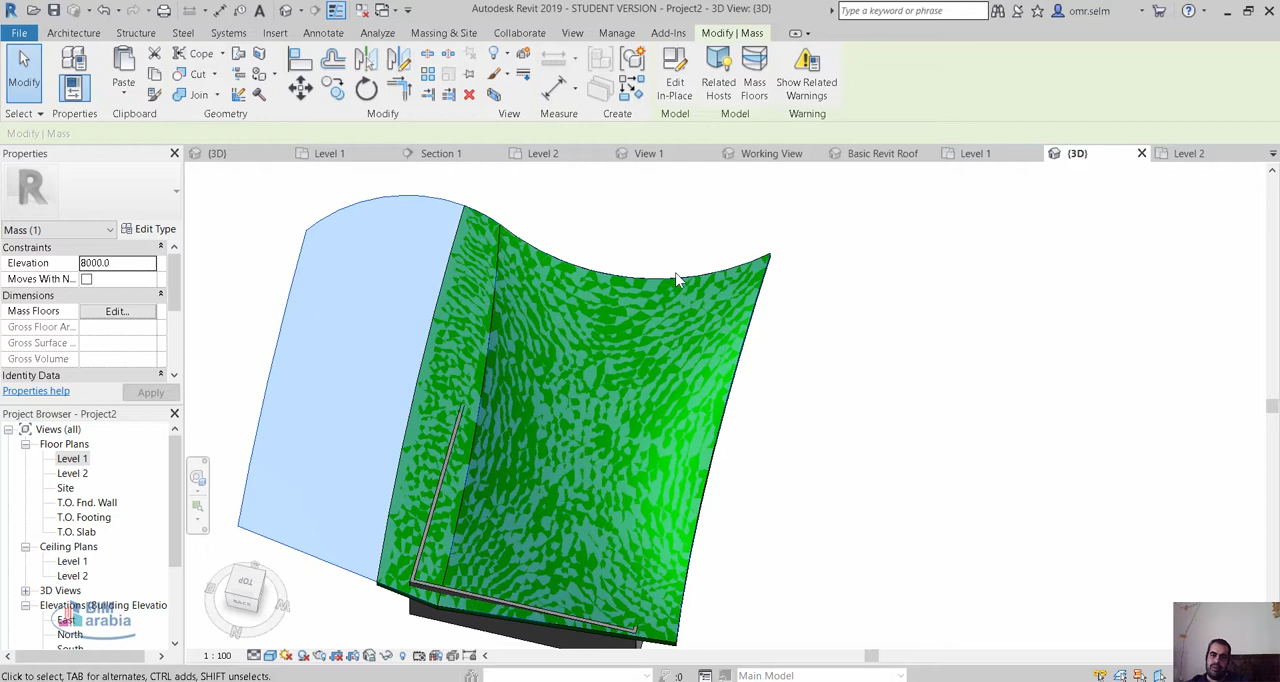 Autodesk Revit 2019 - STUDENT VERSION - Project2 - 3D View: {3D}
Type a keyword or phrase
omr.selm
File Architecture Structure Steel Systems Insert Annotate Analyze Massing & Site Collaborate View Manage Add-Ins Modify | Mass
Modify
Paste
Cope
Cut
Join
Edit In-Place
Related Hosts
Mass Floors
Show Related Warnings
Select Properties Clipboard Geometry Modify View Measure Create Model Model Warning
Modify | Mass
Properties
{3D} Level 1 Section 1 Level 2 View 1 Working View Basic Revit Roof Level 1 {3D} Level 2
R
Mass (1) Edit Type
Constraints
Elevation 8000.0
Moves With N...
Dimensions
Mass Floors Edit...
Gross Floor Ar...
Gross Surface ...
Gross Volume
Identity Data
Properties help Apply
Project Browser - Project2
Views (all)
Floor Plans
Level 1
Level 2
Site
T.O. Fnd. Wall
T.O. Footing
T.O. Slab
Ceiling Plans
Level 1
Level 2
3D Views
Elevations (Building Elevatio
East
North
South
BIM
arabia
TOP
BACK
N
1 : 100
Click to select, TAB for alternates, CTRL adds, SHIFT unselects.
:0
Main Model